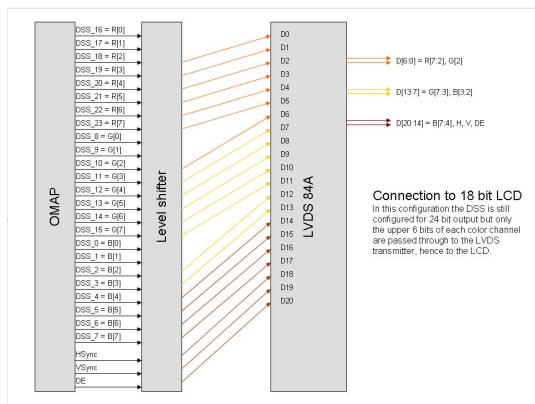 DSS_16 = R[0]
DSS_17 = R[1]
DSS_18 = R[2]
DSS_19 = R[3]
DSS_20 = R[4]
DSS_21 = R[5]
DSS_22 = R[6]
DSS_23 = R[7]
DSS_8 = G[0]
DSS_9 = G[1]
DSS_10 = G[2]
DSS_11 = G[3]
DSS_12 = G[4]
DSS_13 = G[5]
DSS_14 = G[6]
DSS_15 = G[7]
DSS_0 = B[0]
DSS_1 = B[1]
DSS_2 = B[2]
DSS_3 = B[3]
DSS_4 = B[4]
DSS_5 = B[5]
DSS_6 = B[6]
DSS_7 = B[7]
HSync
VSync
DE
OMAP
Level shifter
D0
D1
D2
D3
D4
D5
D6
D7
D8
D9
D10
D11
D12
D13
D14
D15
D16
D17
D18
D19
D20
LVDS 84A
D[6:0] = R[7:2], G[2]
D[13:7] = G[7:3], B[3:2]
D[20:14] = B[7:4], H, V, DE
Connection to 18 bit LCD
In this configuration the DSS is still
configured for 24 bit output but only
the upper 6 bits of each color channel
are passed through to the LVDS
transmitter, hence to the LCD.